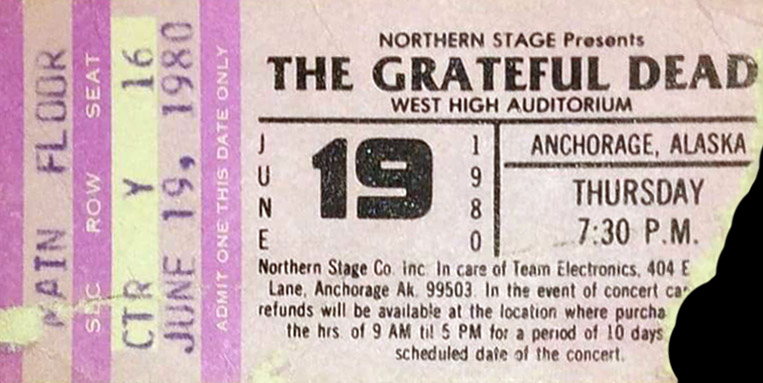 MAIN FLOOR
SEC ROW SEAT
CTR Y 16
JUNE 19, 1980
ADMIT ONE THIS DATE ONLY
NORTHERN STAGE Presents
THE GRATEFUL DEAD
WEST HIGH AUDITORIUM
JUNE 19 1980
ANCHORAGE, ALASKA
THURSDAY
7:30 P.M.
Northern Stage Co. Inc. In care of Team Electronics, 404 E
Lane, Anchorage Ak. 99503. In the event of concert
refunds will be available at the location where
the hrs. of 9 AM til 5 PM for a period of 10 days
scheduled date of the concert.